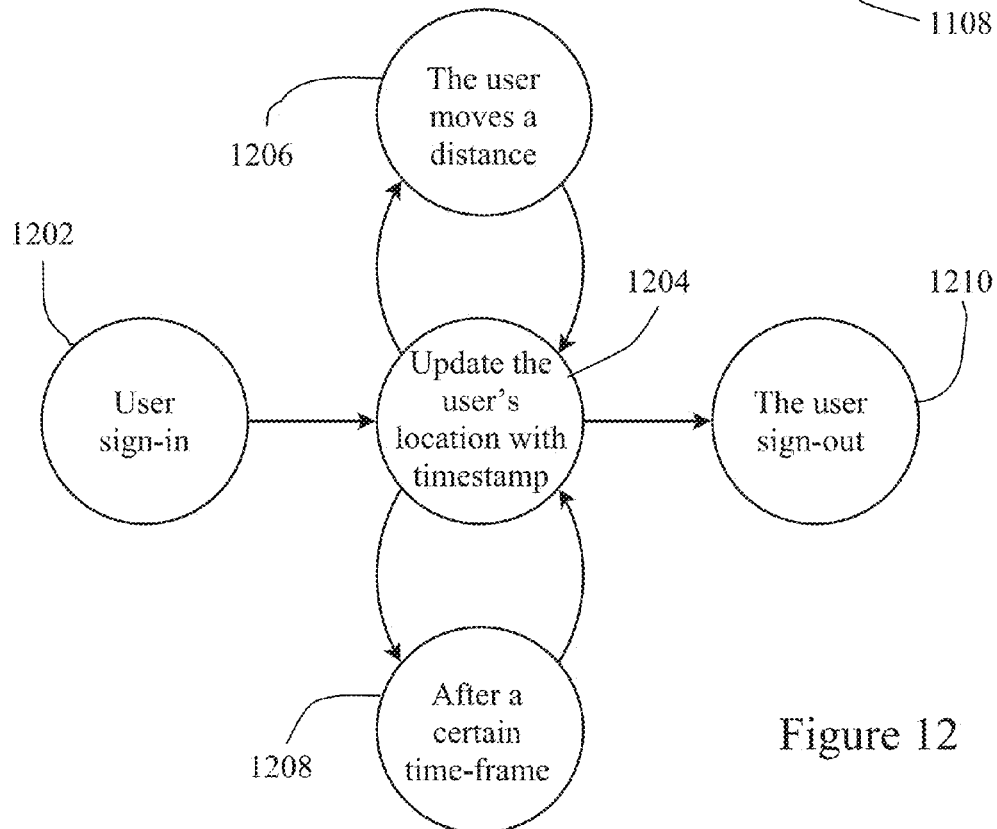 1108
The user
moves a
distance
1206
1202
1204
1210
User
sign-in
Update the
user's
location with
timestamp
The user
sign-out
After a
certain
time-frame
1208
Figure 12